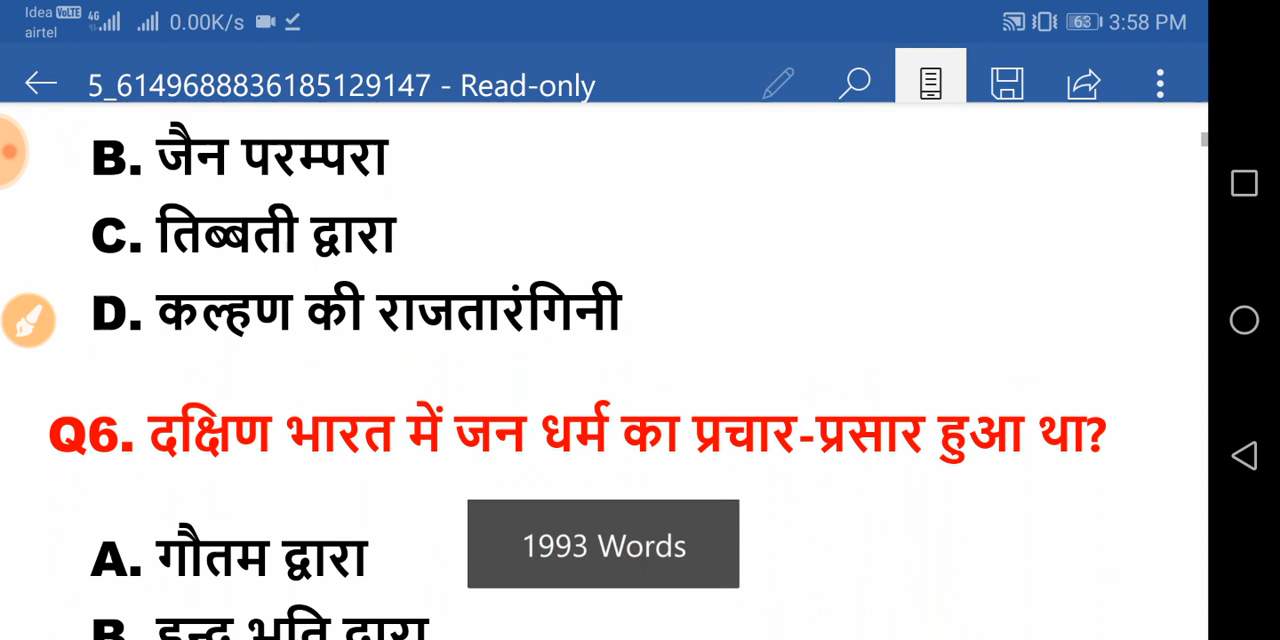 Idea VoLTE 4G 0.00K/s 63 3:58 PM
airtel
5_6149688836185129147 - Read-only
B. जैन परम्परा
C. तिब्बती द्वारा
D. कल्हण की राजतारंगिनी
Q6. दक्षिण भारत में जन धर्म का प्रचार-प्रसार हुआ था?
1993 Words
A. गौतम द्वारा
B. इन्द्र भूति द्वारा